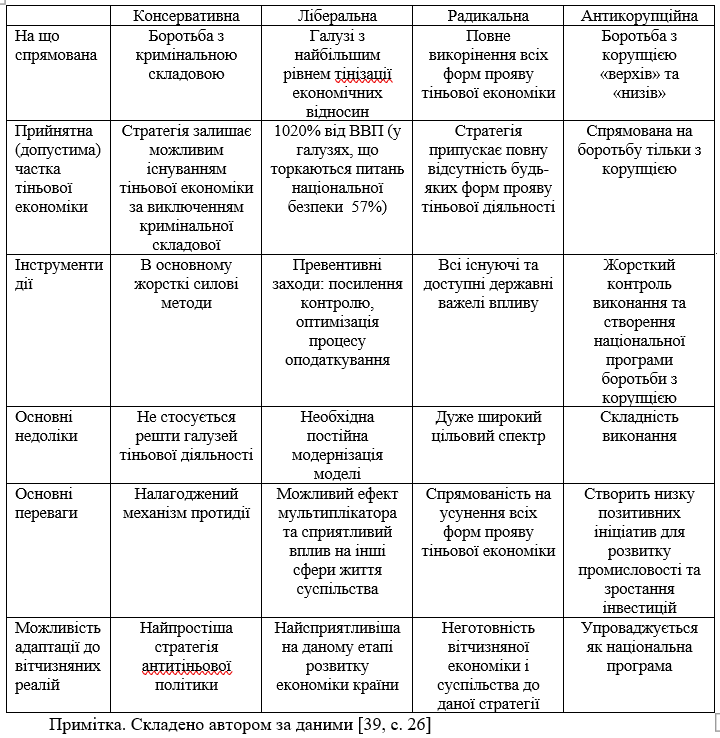 Консервативна Ліберальна Радикальна Антикорупційна
На що
спрямована
Боротьба з
кримінальною
складовою
Галузі з
найбільшим
рівнем тінізації
економічних
відносин
Повне
викорінення всіх
форм прояву
тіньової економіки
Боротьба з
корупцією
«верхів» та
«низів»
Прийнятна
(допустима)
частка
тіньової
економіки
Стратегія залишає
можливим
існуванням
тіньової економіки
за виключенням
кримінальної
складової
1020% від ВВП (у
галузях, що
торкаються питань
національної
безпеки 57%)
Стратегія
припускає повну
відсутність будь-
яких форм прояву
тіньової діяльності
Спрямована на
боротьбу тільки з
корупцією
Інструменти
дії
В основному
жорсткі силові
методи
Превентивні
заходи: посилення
контролю,
оптимізація
процесу
оподаткування
Всі існуючі та
доступні державні
важелі впливу
Жорсткий
контроль
виконання та
створення
національної
програми
боротьби з
корупцією
Основні
недоліки
Не стосується
решти галузей
тіньової діяльності
Необхідна
постійна
модернізація
моделі
Дуже широкий
цільовий спектр
Складність
виконання
Основні
переваги
Налагоджений
механізм протидії
Можливий ефект
мультиплікатора
та сприятливий
вплив на інші
сфери життя
суспільства
Спрямованість на
усунення всіх
форм прояву
тіньової економіки
Створить низку
позитивних
ініціатив для
розвитку
промисловості та
зростання
інвестицій
Можливість
адаптації до
вітчизняних
реалій
Найпростіша
стратегія
антитіньової
політики
Найсприятливіша
на даному етапі
розвитку
економіки країни
Неготовність
вітчизняної
економіки і
суспільства до
даної стратегії
Упроваджується
як національна
програма
Примітка. Складено автором за даними [39, с. 26]